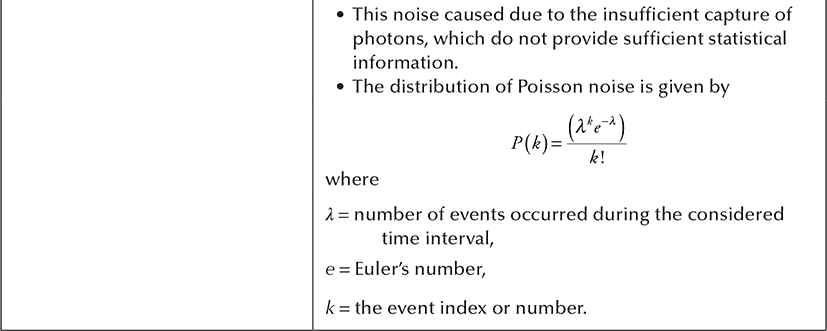 • This noise caused due to the insufficient capture of
photons, which do not provide sufficient statistical
information.
• The distribution of Poisson noise is given by
P(k)=(λ^k e^−λ)/k!
where
λ = number of events occurred during the considered
time interval,
e = Euler’s number,
k = the event index or number.